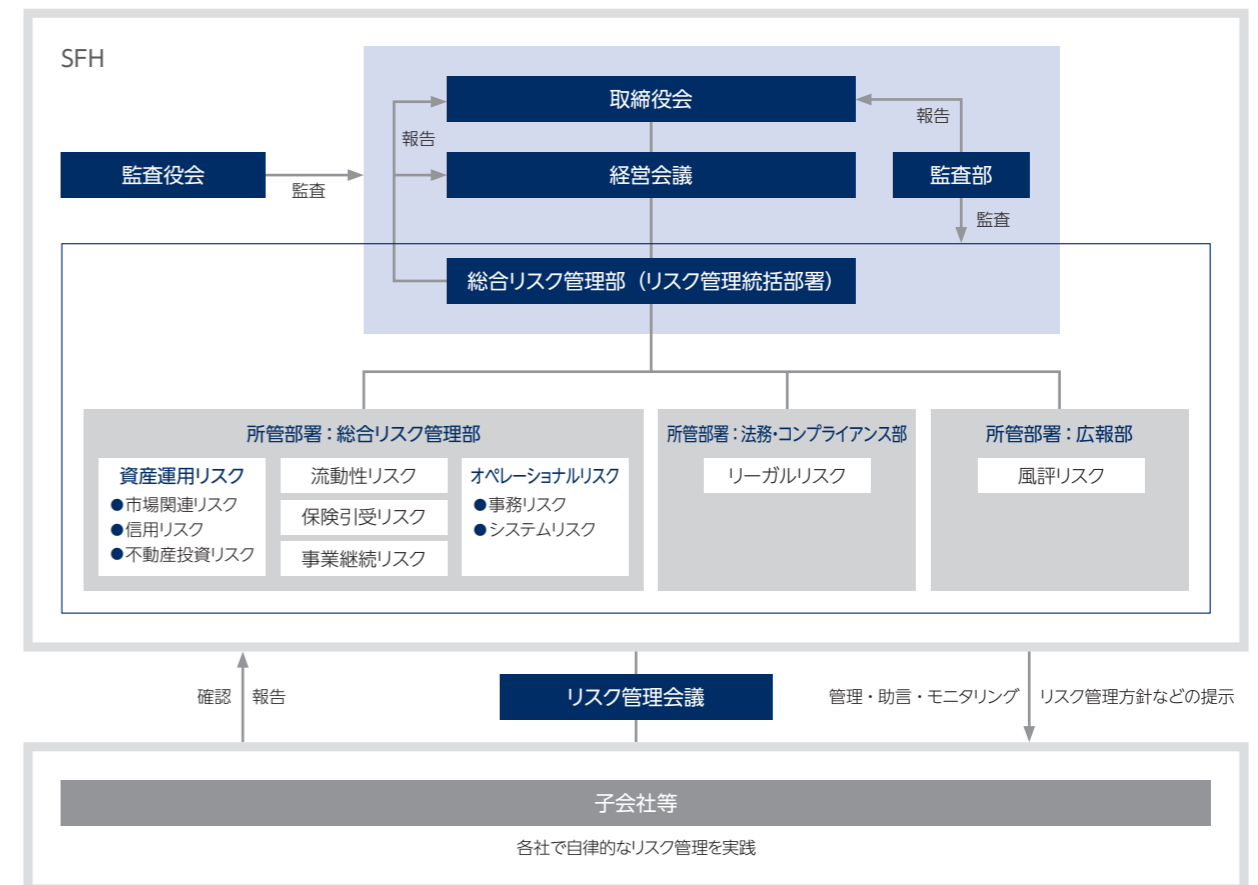 SFH
取締役会
報告
報告
監査役会
監査
経営会議
監査部
監査
総合リスク管理部（リスク管理統括部署）
所管部署：総合リスク管理部
資産運用リスク
●市場関連リスク
●信用リスク
●不動産投資リスク
流動性リスク
保険引受リスク
事業継続リスク
オペレーショナルリスク
●事務リスク
●システムリスク
所管部署：法務・コンプライアンス部
リーガルリスク
所管部署：広報部
風評リスク
確認
報告
リスク管理会議
管理・助言・モニタリング
リスク管理方針などの提示
子会社等
各社で自律的なリスク管理を実践